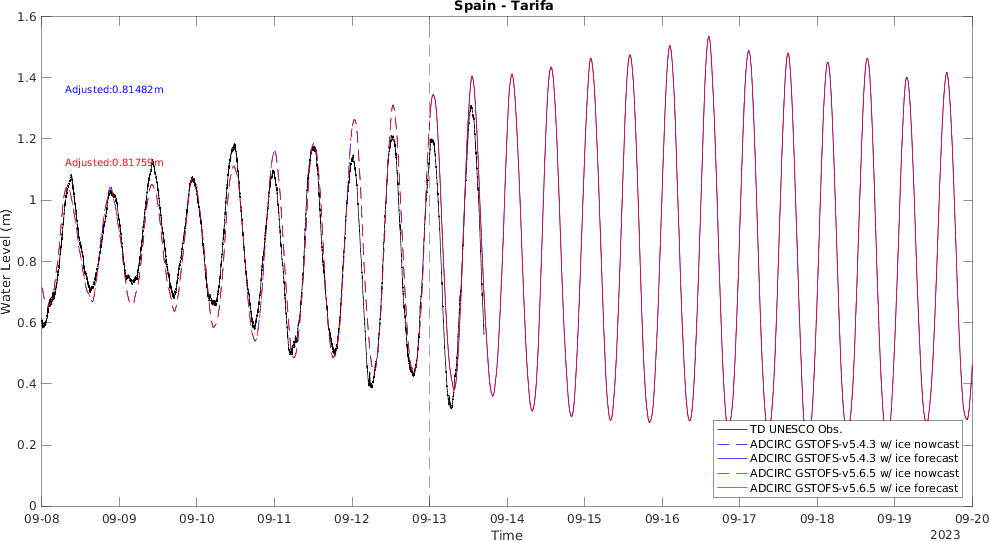 Spain - Tarifa
1.6
1.4
1.2
1
0.8
0.6
0.4
0.2
0
Water Level (m)
Adjusted:0.81482m
Adjusted:0.81759m
TD UNESCO Obs.
ADCIRC GSTOFS-v5.4.3 w/ ice nowcast
ADCIRC GSTOFS-v5.4.3 w/ ice forecast
ADCIRC GSTOFS-v5.6.5 w/ ice nowcast
ADCIRC GSTOFS-v5.6.5 w/ ice forecast
09-08 09-09 09-10 09-11 09-12 09-13 09-14 09-15 09-16 09-17 09-18 09-19 09-20
Time
2023